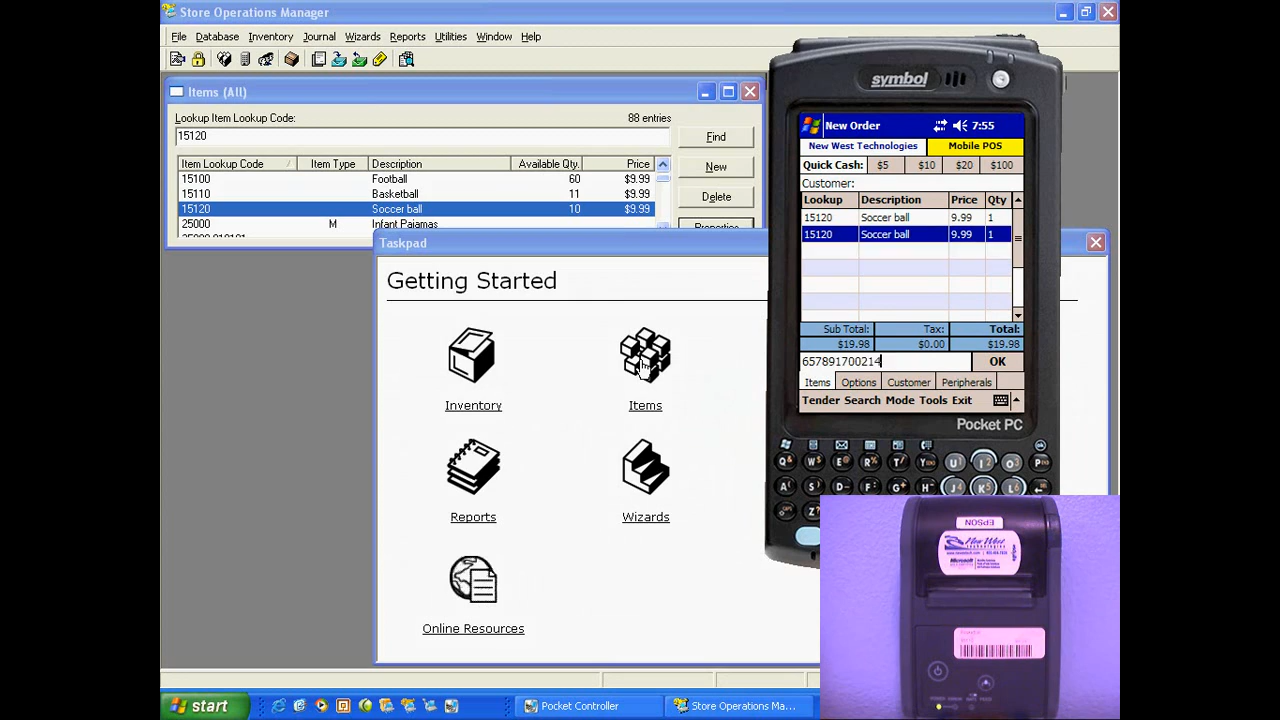 Store Operations Manager
File Database Inventory Journal Wizards Reports Utilities Window Help
Items (All)
Lookup Item Lookup Code:
88 entries
15120
Find
Item Lookup Code Item Type Description Available Qty. Price
15100 Football 60 $9.99
15110 Basketball 11 $9.99
15120 Soccer ball 10 $9.99
25000 M Infant Pajamas
New
Delete
Properties
Taskpad
Getting Started
Inventory
Items
Reports
Wizards
Online Resources
symbol
New Order 7:55
New West Technologies Mobile POS
Quick Cash: $5 $10 $20 $100
Customer:
Lookup Description Price Qty
15120 Soccer ball 9.99 1
15120 Soccer ball 9.99 1
Sub Total: Tax: Total:
$19.98 $0.00 $19.98
657891700214 OK
Items Options Customer Peripherals
Tender Search Mode Tools Exit
Pocket PC
EPSON
New West
Microsoft
start
Pocket Controller
Store Operations Ma...